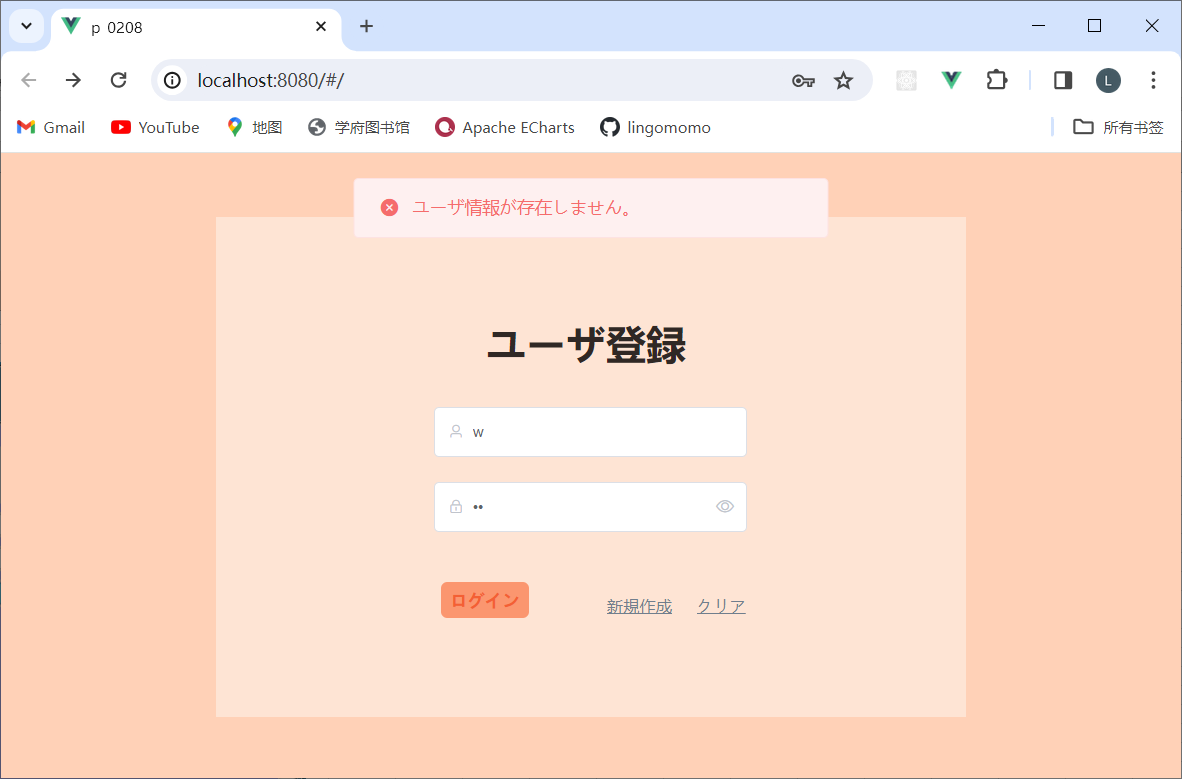 p_0208
localhost:8080/#/
L
Gmail
YouTube
地图
学府图书馆
Apache ECharts
lingomomo
所有书签
ユーザ情報が存在しません。
ユーザ登録
w
••
ログイン
新規作成
クリア